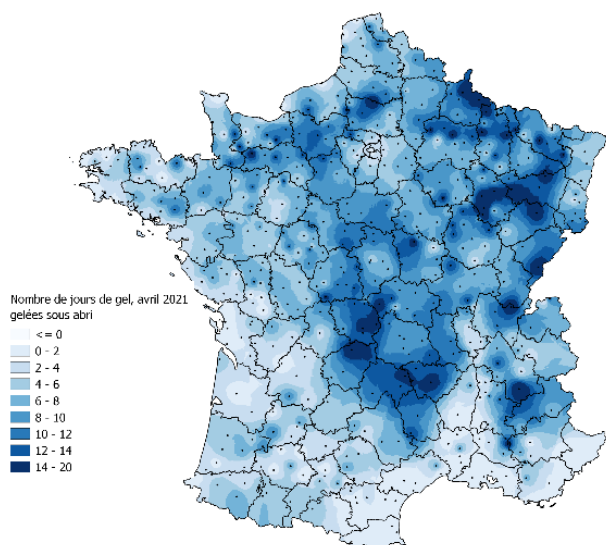 Nombre de jours de gel, avril 2021
gelées sous abri
<= 0
0 - 2
2 - 4
4 - 6
6 - 8
8 - 10
10 - 12
12 - 14
14 - 20